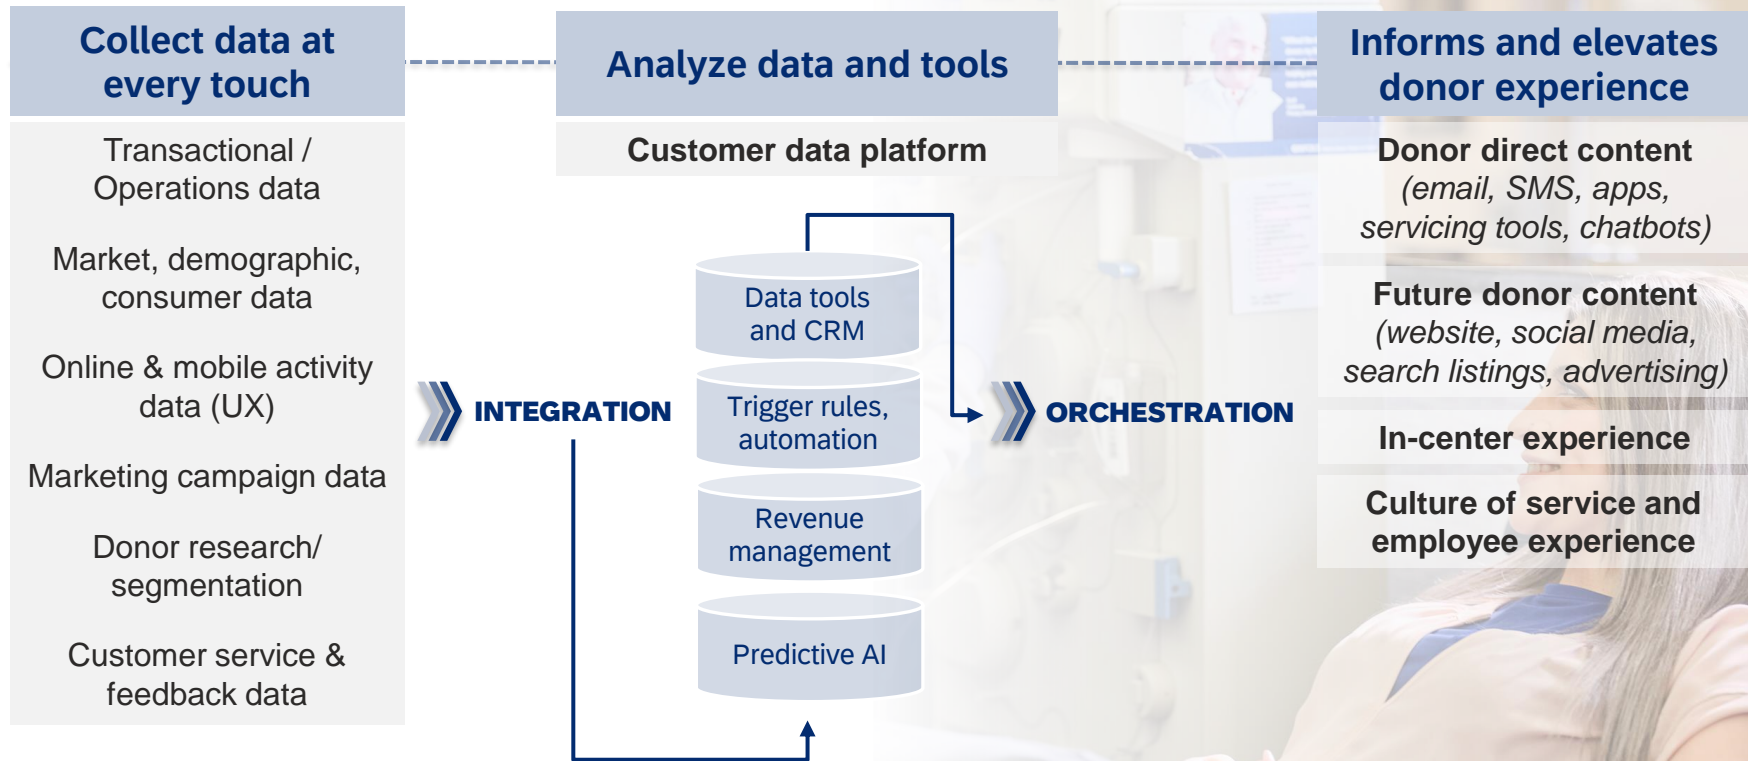 Collect data at
every touch
Transactional /
Operations data
Market, demographic,
consumer data
Online & mobile activity
data (UX)
Marketing campaign data
Donor research/
segmentation
Customer service &
feedback data
INTEGRATION
Analyze data and tools
Customer data platform
Data tools
and CRM
Trigger rules,
automation
Revenue
management
Predictive AI
ORCHESTRATION
Informs and elevates
donor experience
Donor direct content
(email, SMS, apps,
servicing tools, chatbots)
Future donor content
(website, social media,
search listings, advertising)
In-center experience
Culture of service and
employee experience